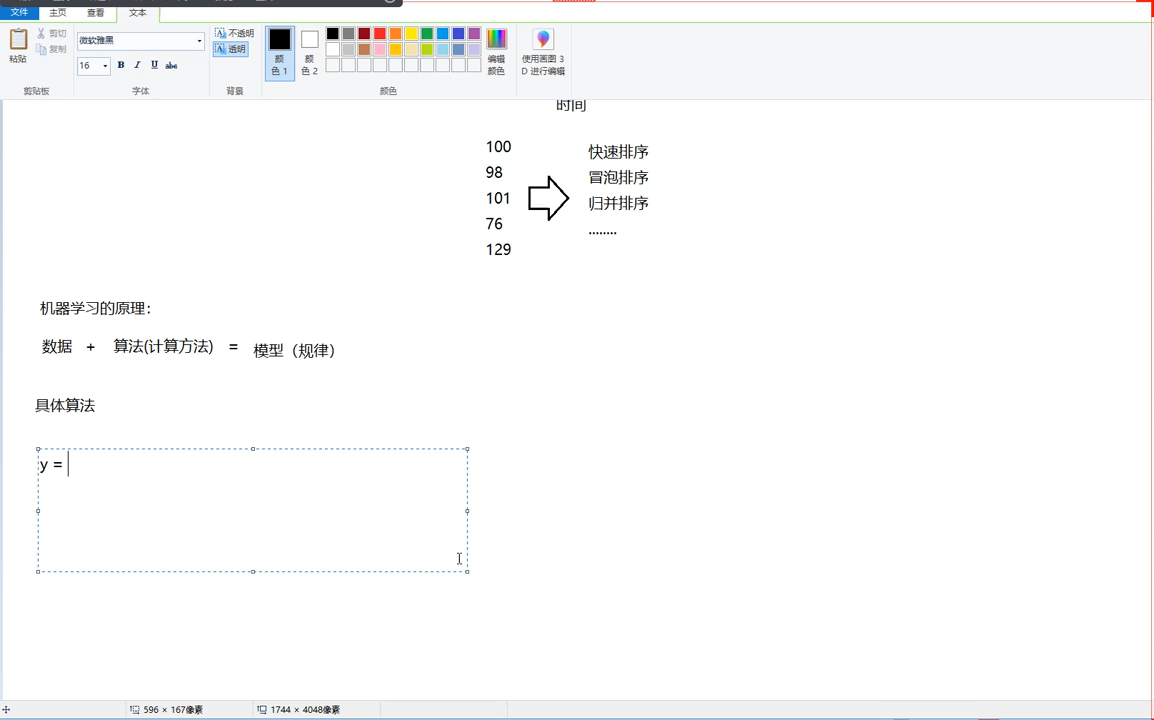 文件 主页 查看 文本
粘贴
剪切
复制
剪贴板
微软雅黑
16 B I U abc
字体
不透明
透明
背景
颜色 1
颜色 2
颜色
编辑颜色
使用画图 3D 进行编辑
时间
100
98
101
76
129
快速排序
冒泡排序
归并排序
........
机器学习的原理：
数据 + 算法(计算方法) = 模型（规律）
具体算法
y =
596 × 167像素
1744 × 4048像素